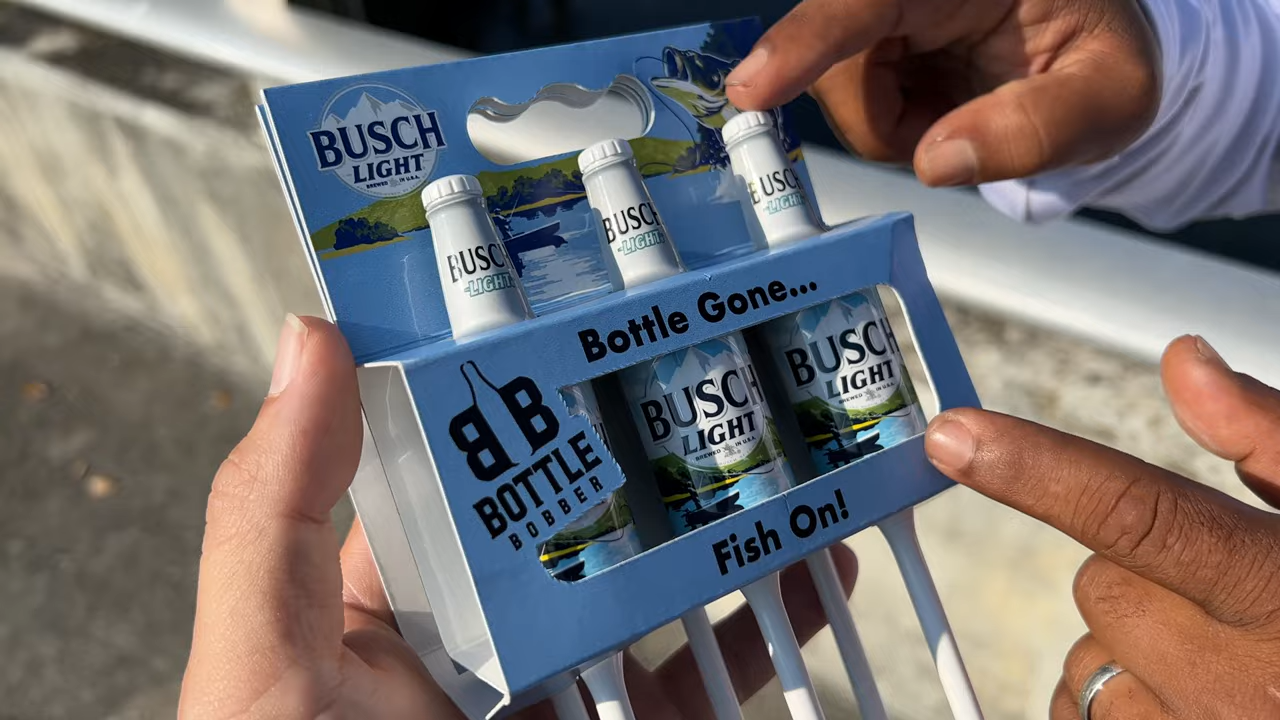 BUSCH
LIGHT
BREWED IN U.S.A.
BUSCH
LIGHT
BUSCH
LIGHT
BUSCH
LIGHT
Bottle Gone...
BB
BOTTLE
BOBBER
BUSCH
LIGHT
BREWED IN U.S.A.
BUSCH
LIGHT
BREWED IN U.S.A.
Fish On!